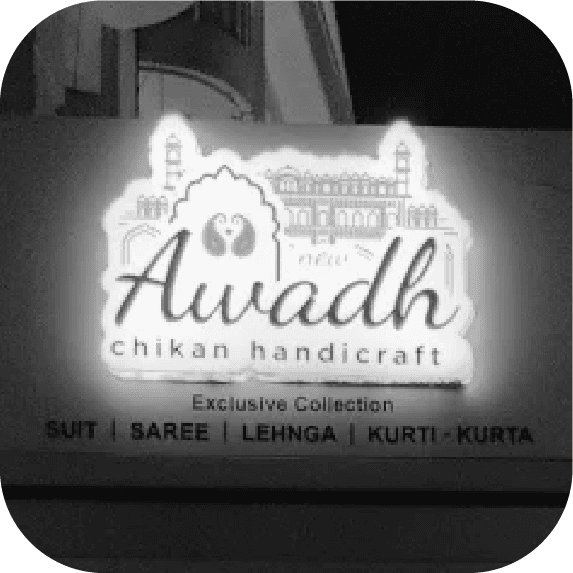 new
Awadh
chikan handicraft
Exclusive Collection
SUIT | SAREE | LEHNGA | KURTI - KURTA